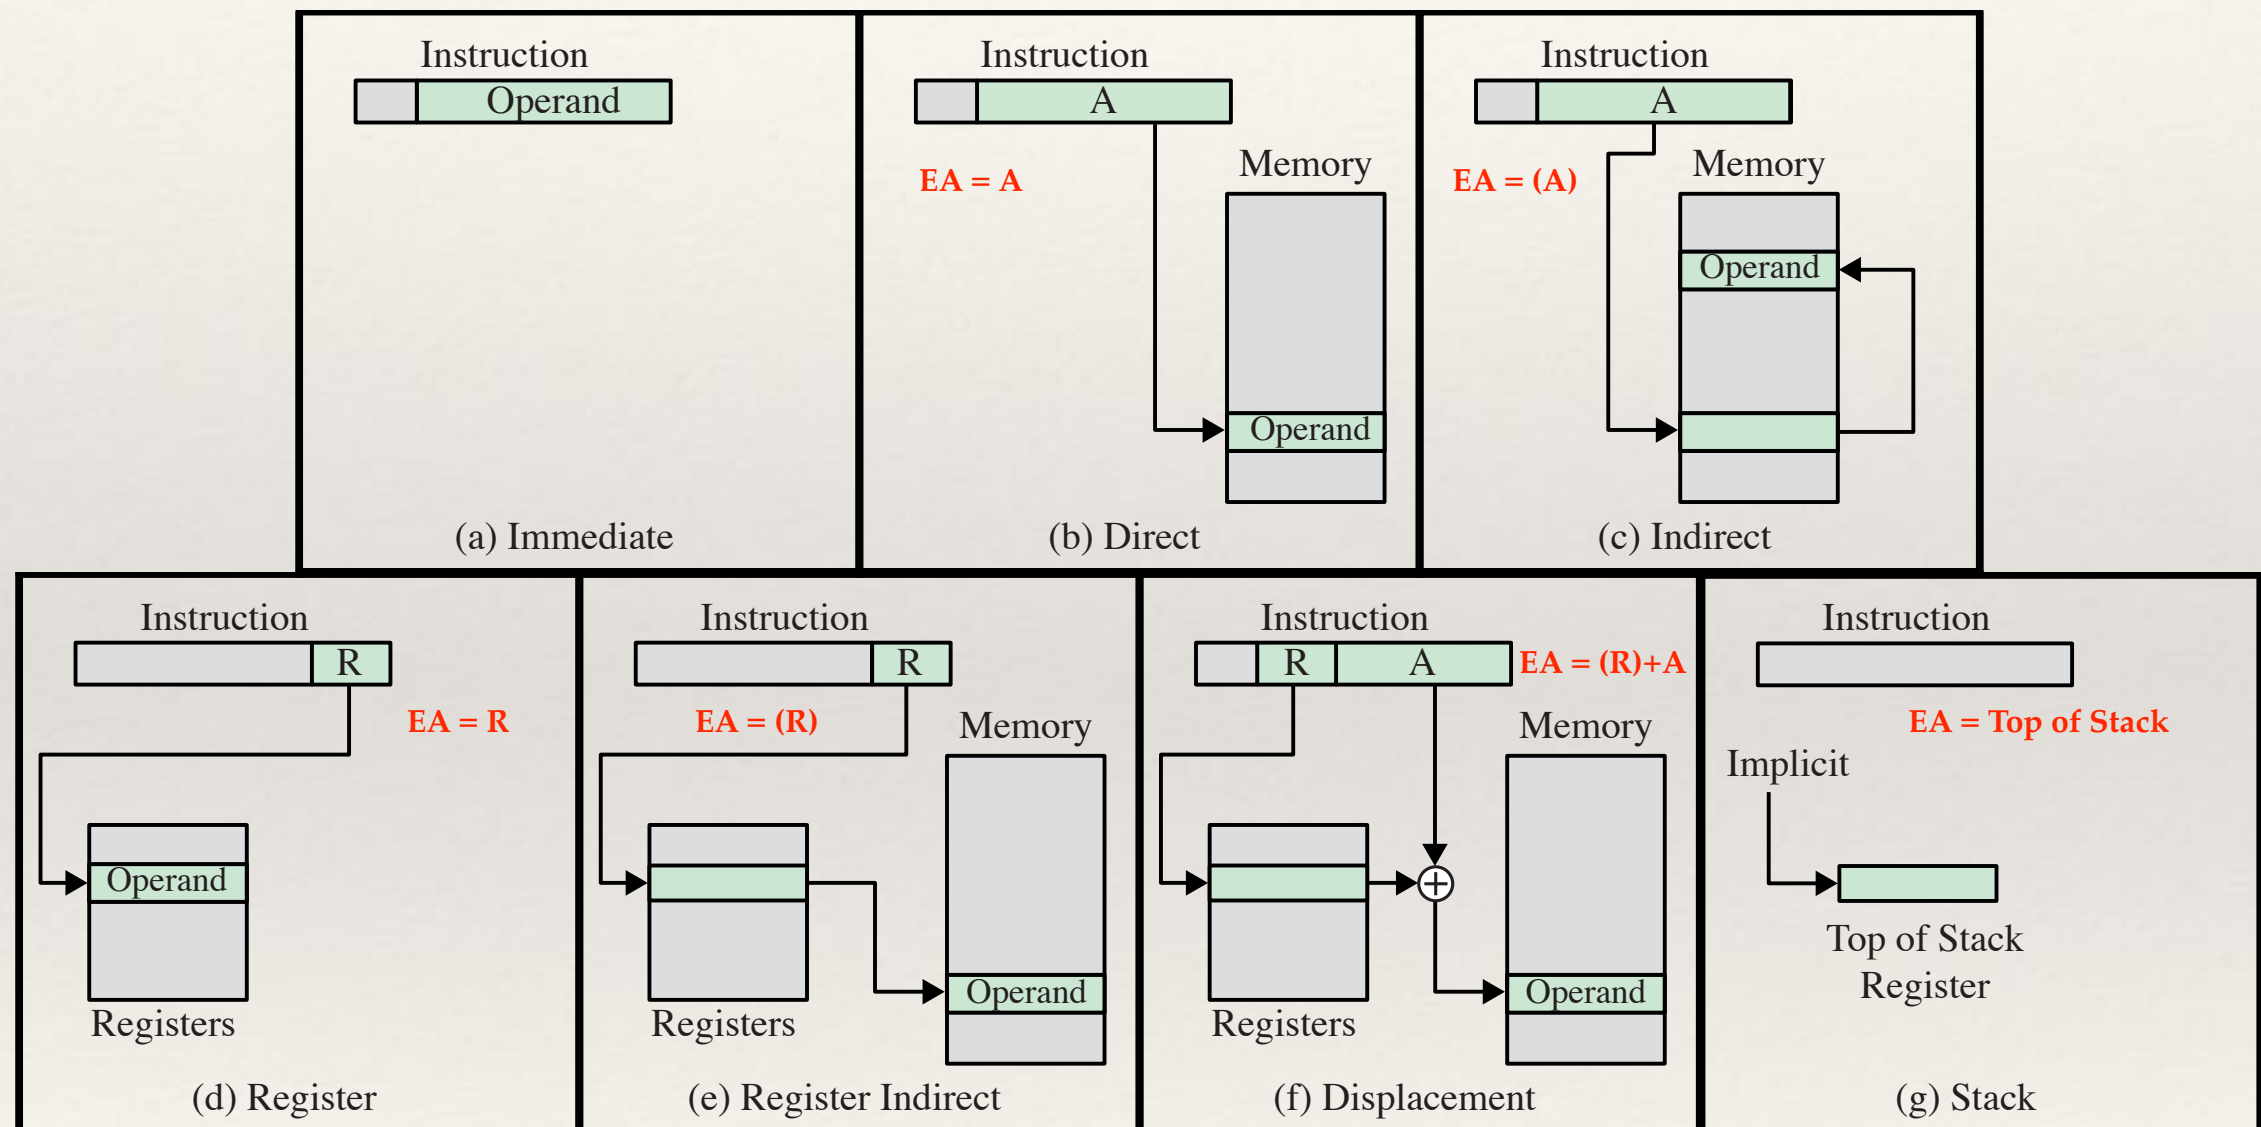 Instruction
Operand
(a) Immediate
Instruction
A
EA = A
Memory
Operand
(b) Direct
Instruction
A
EA = (A)
Memory
Operand
(c) Indirect
Instruction
R
EA = R
Operand
Registers
(d) Register
Instruction
R
EA = (R)
Memory
Operand
Registers
(e) Register Indirect
Instruction
R A
EA = (R)+A
Memory
+
Operand
Registers
(f) Displacement
Instruction
EA = Top of Stack
Implicit
Top of Stack
Register
(g) Stack